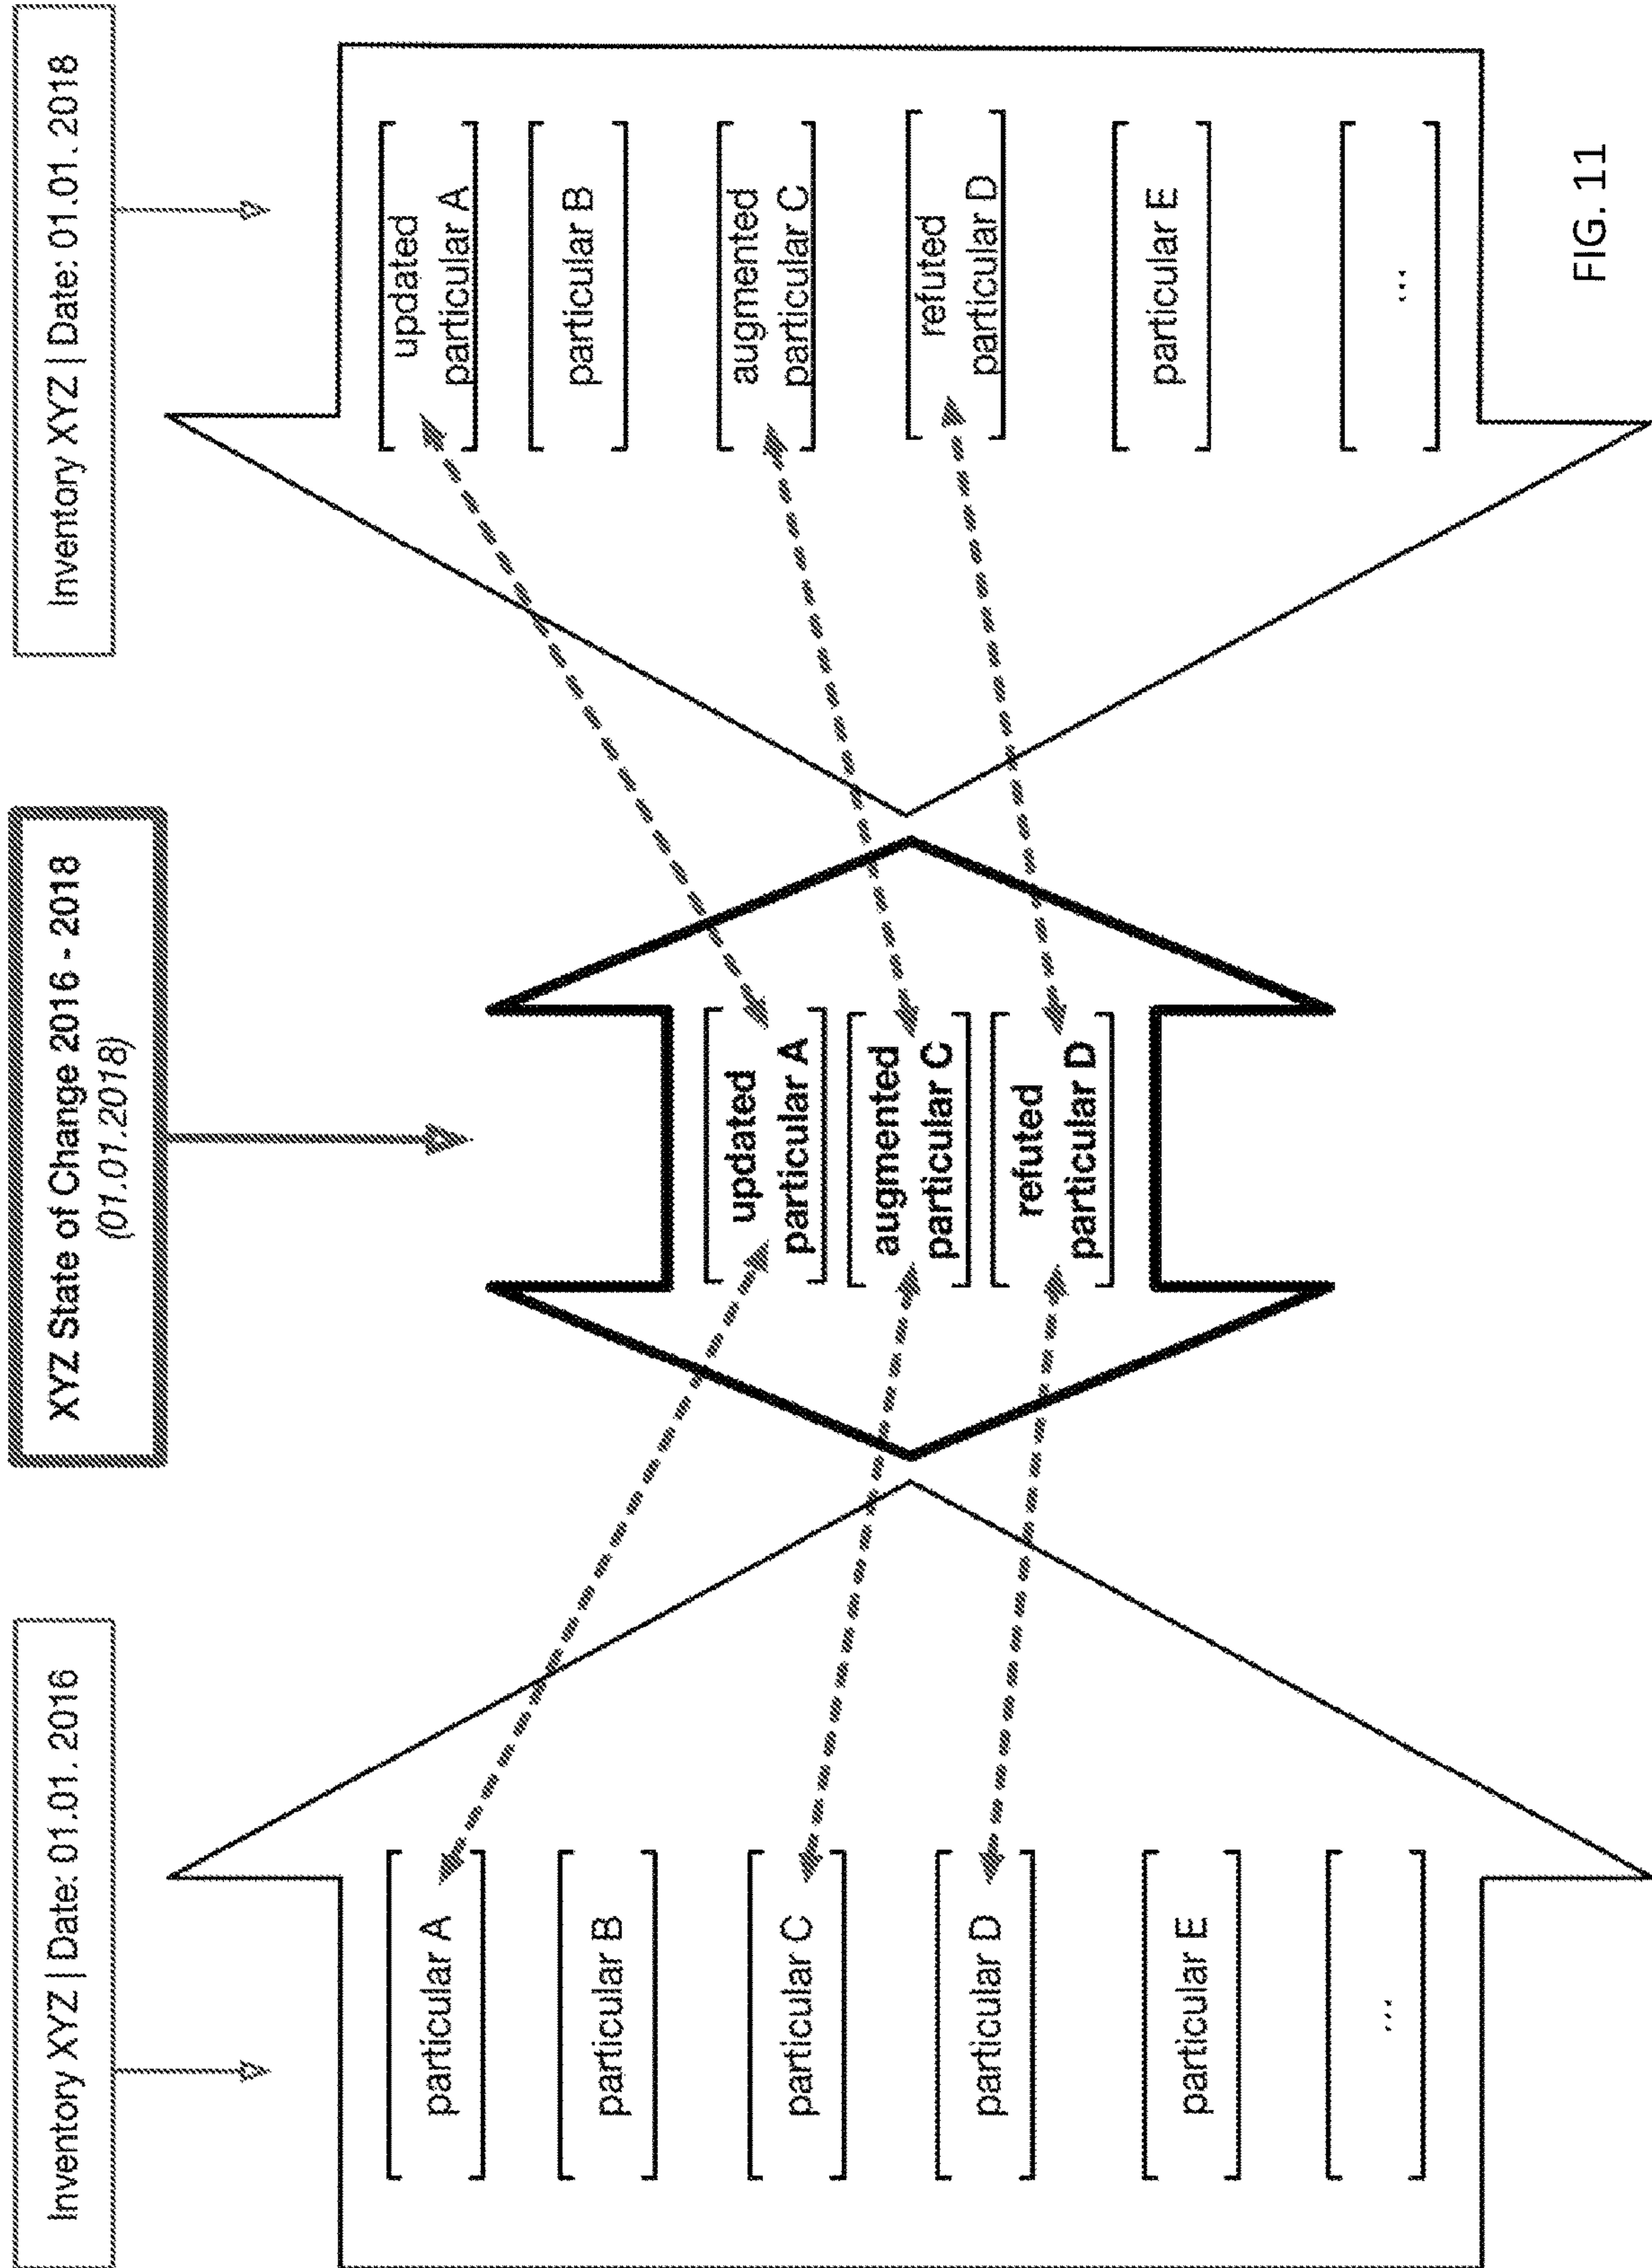 Inventory XYZ | Date: 01.01. 2016
particular A
particular B
particular C
particular D
particular E
...
XYZ State of Change 2016 - 2018
(01.01.2018)
updated
particular A
augmented
particular C
refuted
particular D
Inventory XYZ | Date: 01.01. 2018
updated
particular A
particular B
augmented
particular C
refuted
particular D
particular E
...
FIG. 11